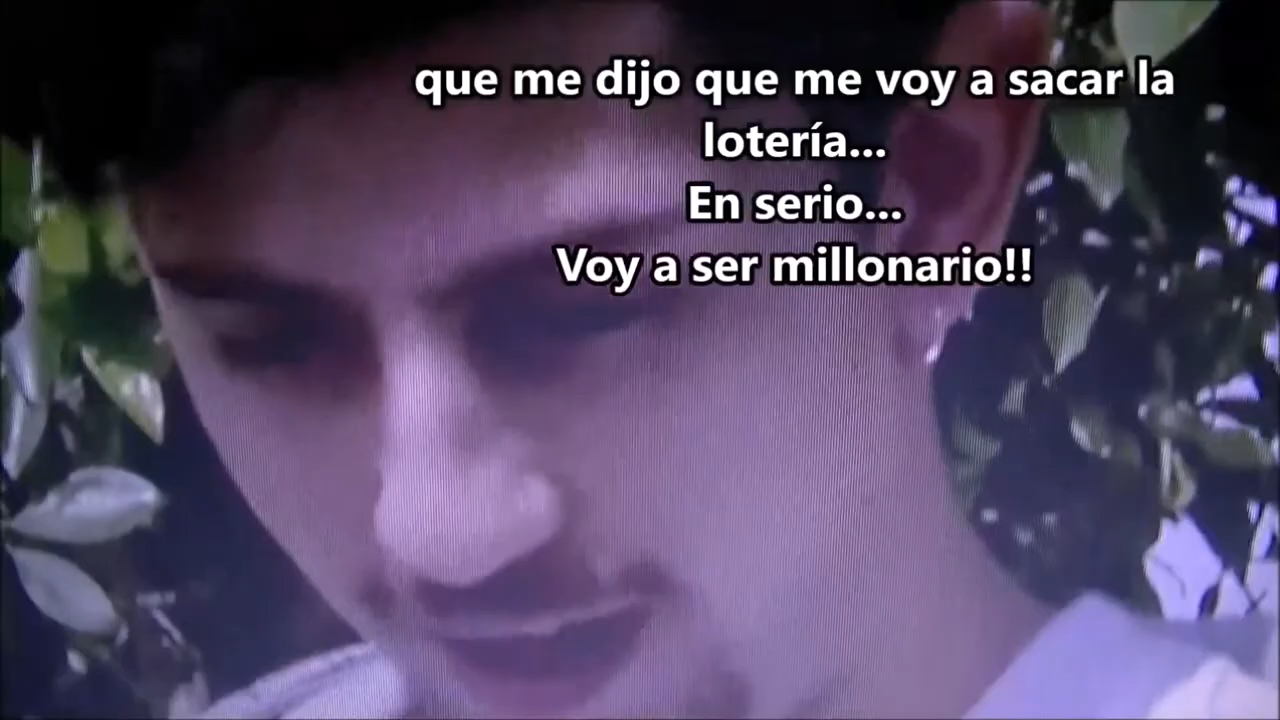 que me dijo que me voy a sacar la
lotería...
En serio...
Voy a ser millonario!!